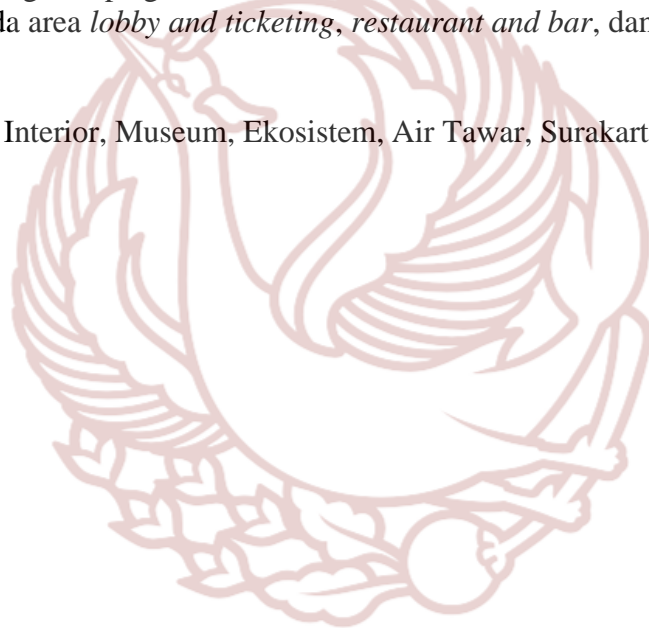 da area lobby and ticketing, restaurant and bar, dan
Interior, Museum, Ekosistem, Air Tawar, Surakart